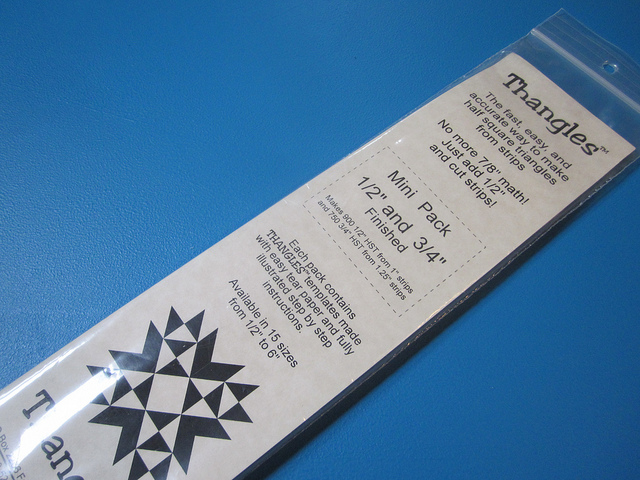 Thangles™
The fast, easy, and
accurate way to make
half square triangles
from strips
No more 7/8" math!
Just add 1/2"
and cut strips!
Mini Pack
1/2" and 3/4"
Finished
Makes 900 1/2" HST from 1" strips
and 750 3/4" HST from 1.25" strips
Each pack contains
THANGLES™ templates made
with easy tear paper and fully
illustrated step by step
instructions.
Available in 15 sizes
from 1/2" to 6"